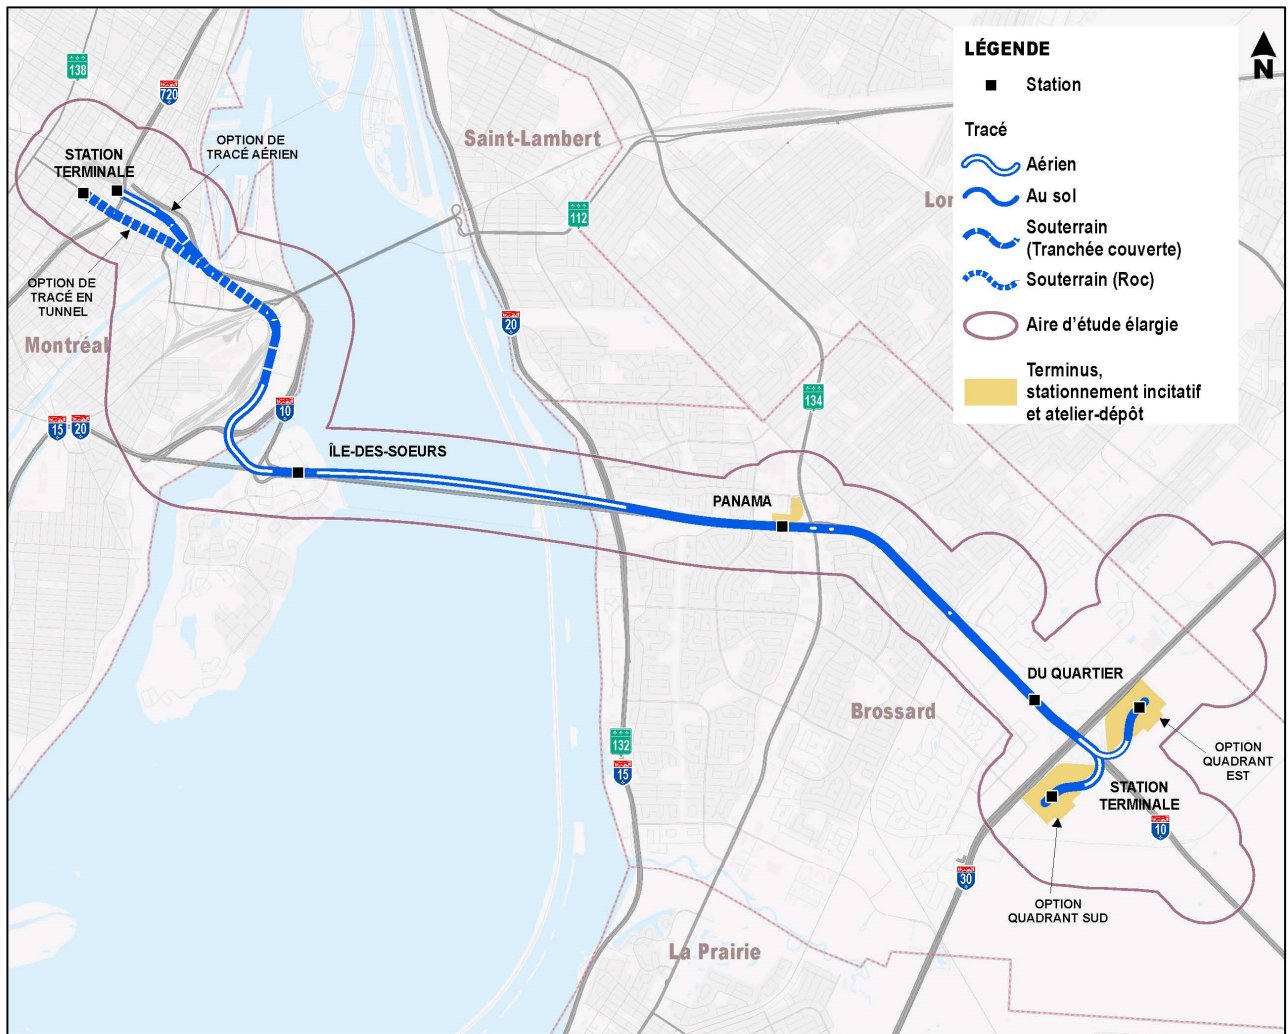 LÉGENDE
Station
Tracé
Aérien
Au sol
Souterrain
(Tranchée couverte)
Souterrain (Roc)
Aire d'étude élargie
Terminus,
stationnement incitatif
et atelier-dépôt
N
138
720
OPTION DE
TRACÉ AÉRIEN
STATION
TERMINALE
OPTION DE
TRACÉ EN
TUNNEL
Montréal
15
20
10
ÎLE-DES-SOEURS
Saint-Lambert
112
20
134
PANAMA
DU QUARTIER
Brossard
132
15
OPTION
QUADRANT
EST
STATION
TERMINALE
10
30
OPTION
QUADRANT SUD
La Prairie